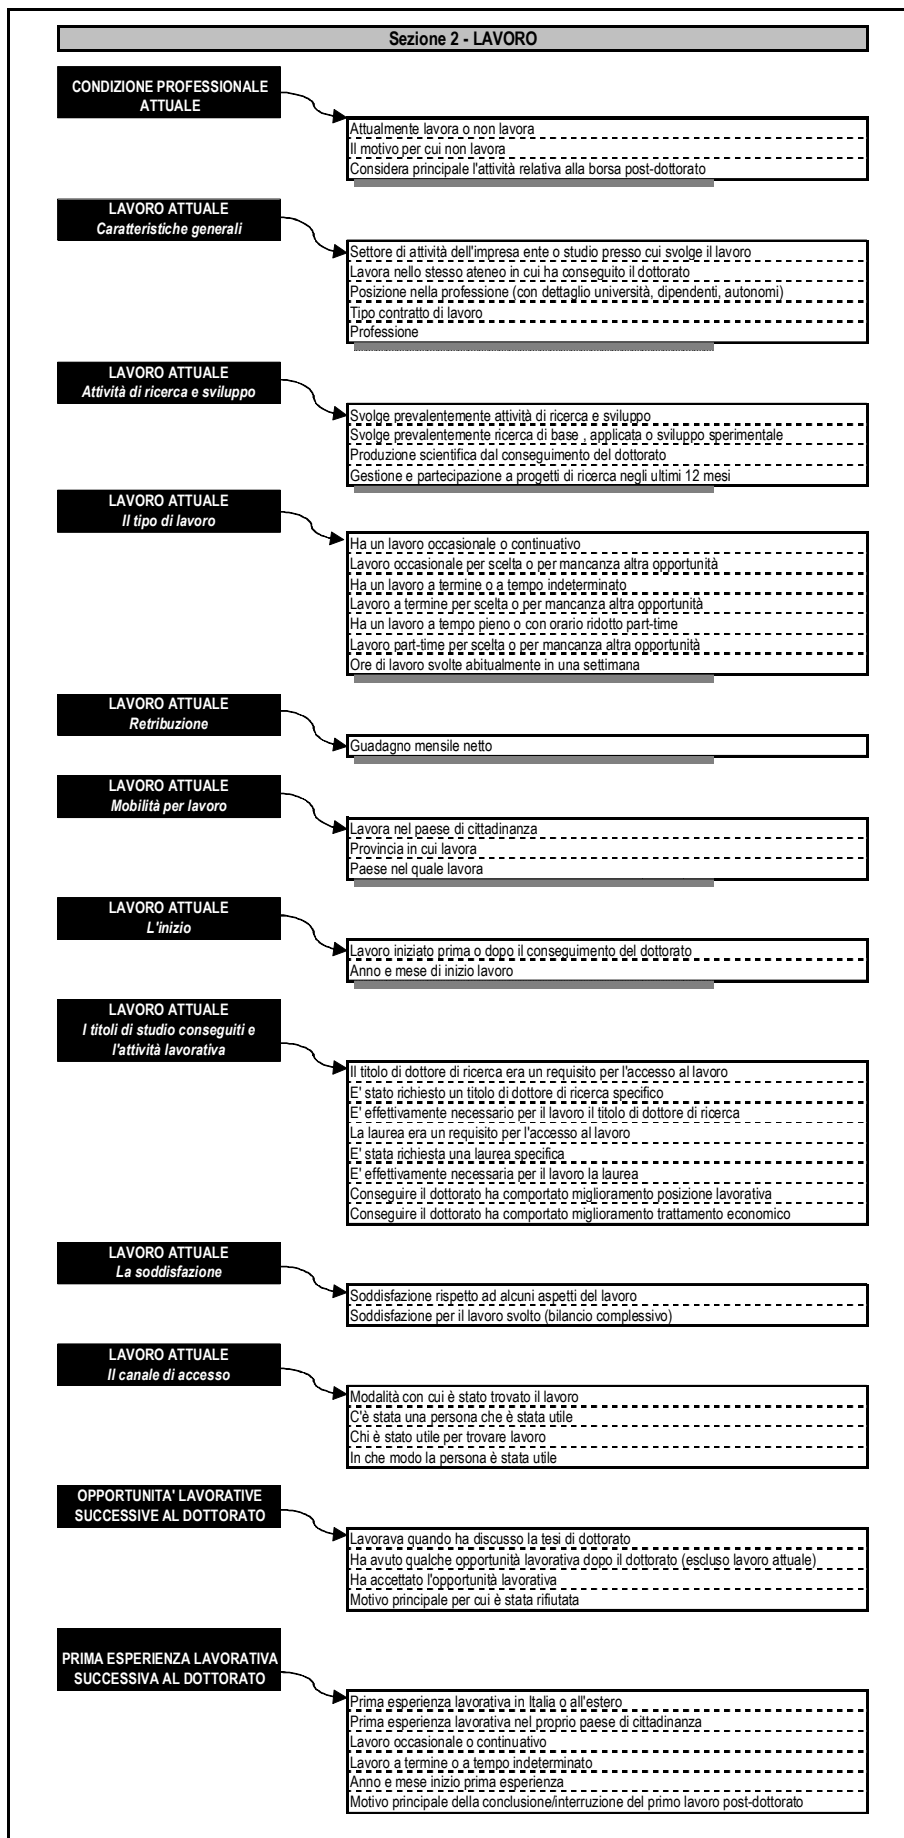 Sezione 2 - LAVORO
CONDIZIONE PROFESSIONALE
ATTUALE
Attualmente lavora o non lavora
Il motivo per cui non lavora
Considera principale l'attività relativa alla borsa post-dottorato
LAVORO ATTUALE
Caratteristiche generali
Settore di attività dell'impresa ente o studio presso cui svolge il lavoro
Lavora nello stesso ateneo in cui ha conseguito il dottorato
Posizione nella professione (con dettaglio università, dipendenti, autonomi)
Tipo contratto di lavoro
Professione
LAVORO ATTUALE
Attività di ricerca e sviluppo
Svolge prevalentemente attività di ricerca e sviluppo
Svolge prevalentemente ricerca di base , applicata o sviluppo sperimentale
Produzione scientifica dal conseguimento del dottorato
Gestione e partecipazione a progetti di ricerca negli ultimi 12 mesi
LAVORO ATTUALE
Il tipo di lavoro
Ha un lavoro occasionale o continuativo
Lavoro occasionale per scelta o per mancanza altra opportunità
Ha un lavoro a termine o a tempo indeterminato
Lavoro a termine per scelta o per mancanza altra opportunità
Ha un lavoro a tempo pieno o con orario ridotto part-time
Lavoro part-time per scelta o per mancanza altra opportunità
Ore di lavoro svolte abitualmente in una settimana
LAVORO ATTUALE
Retribuzione
Guadagno mensile netto
LAVORO ATTUALE
Mobilità per lavoro
Lavora nel paese di cittadinanza
Provincia in cui lavora
Paese nel quale lavora
LAVORO ATTUALE
L'inizio
Lavoro iniziato prima o dopo il conseguimento del dottorato
Anno e mese di inizio lavoro
LAVORO ATTUALE
I titoli di studio conseguiti e
l'attività lavorativa
Il titolo di dottore di ricerca era un requisito per l'accesso al lavoro
E' stato richiesto un titolo di dottore di ricerca specifico
E' effettivamente necessario per il lavoro il titolo di dottore di ricerca
La laurea era un requisito per l'accesso al lavoro
E' stata richiesta una laurea specifica
E' effettivamente necessaria per il lavoro la laurea
Conseguire il dottorato ha comportato miglioramento posizione lavorativa
Conseguire il dottorato ha comportato miglioramento trattamento economico
LAVORO ATTUALE
La soddisfazione
Soddisfazione rispetto ad alcuni aspetti del lavoro
Soddisfazione per il lavoro svolto (bilancio complessivo)
LAVORO ATTUALE
Il canale di accesso
Modalità con cui è stato trovato il lavoro
C'è stata una persona che è stata utile
Chi è stato utile per trovare lavoro
In che modo la persona è stata utile
OPPORTUNITA' LAVORATIVE
SUCCESSIVE AL DOTTORATO
Lavorava quando ha discusso la tesi di dottorato
Ha avuto qualche opportunità lavorativa dopo il dottorato (escluso lavoro attuale)
Ha accettato l'opportunità lavorativa
Motivo principale per cui è stata rifiutata
PRIMA ESPERIENZA LAVORATIVA
SUCCESSIVA AL DOTTORATO
Prima esperienza lavorativa in Italia o all'estero
Prima esperienza lavorativa nel proprio paese di cittadinanza
Lavoro occasionale o continuativo
Lavoro a termine o a tempo indeterminato
Anno e mese inizio prima esperienza
Motivo principale della conclusione/interruzione del primo lavoro post-dottorato